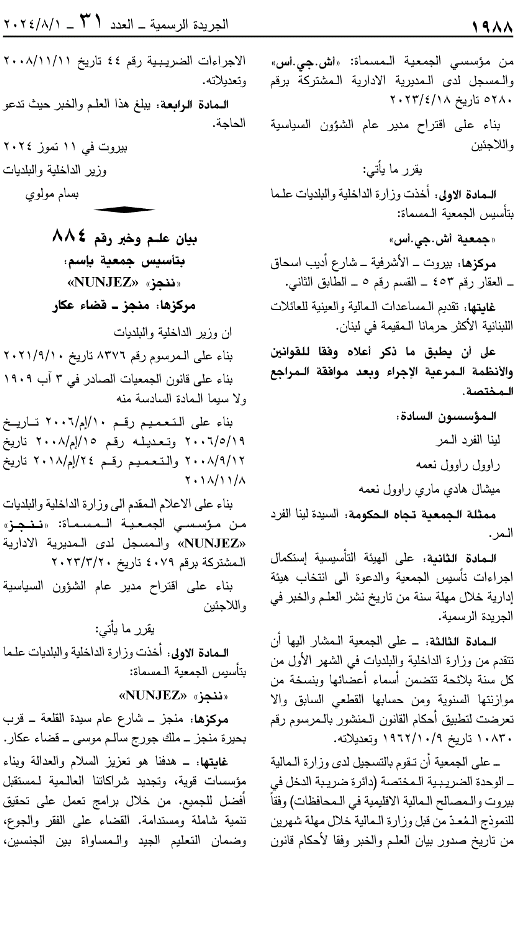 ١٩٨٨
الجريدة الرسمية ــ العدد ٣١ ــ ٢٠٢٤/٨/١
من مؤسسي الجمعية المسماة: «أش.جي.أس»
والمسجل لدى المديرية الادارية المشتركة برقم
٥٢٨٠ تاريخ ٢٠٢٣/٤/١٨
بناء على اقتراح مدير عام الشؤون السياسية
واللاجئين
يقرر ما يأتي:
المادة الاولى: أخذت وزارة الداخلية والبلديات علما
بتأسيس الجمعية المسماة:
«جمعية أش.جي.أس»
مركزها: بيروت ــ الأشرفية ــ شارع أديب اسحاق
ــ العقار رقم ٤٥٣ ــ القسم رقم ٥ ــ الطابق الثاني.
غايتها: تقديم المساعدات المالية والعينية للعائلات
اللبنانية الأكثر حرمانا المقيمة في لبنان.
على أن يطبق ما ذكر أعلاه وفقا للقوانين
والأنظمة المرعية الإجراء وبعد موافقة المراجع
المختصة.
المؤسسون السادة:
لينا الفرد المر
راوول راوول نعمه
ميشال هادي ماري راوول نعمه
ممثلة الجمعية تجاه الحكومة: السيدة لينا الفرد
المر.
المادة الثانية: على الهيئة التأسيسية إستكمال
اجراءات تأسيس الجمعية والدعوة الى انتخاب هيئة
إدارية خلال مهلة سنة من تاريخ نشر العلم والخبر في
الجريدة الرسمية.
المادة الثالثة: ــ على الجمعية المشار اليها أن
تتقدم من وزارة الداخلية والبلديات في الشهر الأول من
كل سنة بلائحة تتضمن أسماء أعضائها وبنسخة من
موازنتها السنوية ومن حسابها القطعي السابق والا
تعرضت لتطبيق أحكام القانون المنشور بالمرسوم رقم
١٠٨٣٠ تاريخ ١٩٦٢/١٠/٩ وتعديلاته.
ــ على الجمعية أن تقوم بالتسجيل لدى وزارة المالية
ــ الوحدة الضريبية المختصة (دائرة ضريبة الدخل في
بيروت والمصالح المالية الاقليمية في المحافظات) وفقاً
للنموذج المُعدّ من قبل وزارة المالية خلال مهلة شهرين
من تاريخ صدور بيان العلم والخبر وفقا لأحكام قانون
الاجراءات الضريبية رقم ٤٤ تاريخ ٢٠٠٨/١١/١١
وتعديلاته.
المادة الرابعة: يبلغ هذا العلم والخبر حيث تدعو
الحاجة.
بيروت في ١١ تموز ٢٠٢٤
وزير الداخلية والبلديات
بسام مولوي
بيان علم وخبر رقم ٨٨٤
بتأسيس جمعية بإسم:
«ننجز» «NUNJEZ»
مركزها: منجز ــ قضاء عكار
ان وزير الداخلية والبلديات
بناء على المرسوم رقم ٨٣٧٦ تاريخ ٢٠٢١/٩/١٠
بناء على قانون الجمعيات الصادر في ٣ آب ١٩٠٩
ولا سيما المادة السادسة منه
بناء على التعميم رقم ١٠/إم/٢٠٠٦ تاريخ
٢٠٠٦/٥/١٩ وتعديله رقم ١٥/إم/٢٠٠٨ تاريخ
٢٠٠٨/٩/١٢ والتعميم رقم ٢٤/إم/٢٠١٨ تاريخ
٢٠١٨/١١/٨
بناء على الاعلام المقدم الى وزارة الداخلية والبلديات
من مؤسسي الجمعية المسماة: «ننجز»
«NUNJEZ» والمسجل لدى المديرية الادارية
المشتركة برقم ٤٠٧٩ تاريخ ٢٠٢٣/٣/٢٠
بناء على اقتراح مدير عام الشؤون السياسية
واللاجئين
يقرر ما يأتي:
المادة الاولى: أخذت وزارة الداخلية والبلديات علما
بتأسيس الجمعية المسماة:
«ننجز» «NUNJEZ»
مركزها: منجز ــ شارع عام سيدة القلعة ــ قرب
بحيرة منجز ــ ملك جورج سالم موسى ــ قضاء عكار.
غايتها: ــ هدفنا هو تعزيز السلام والعدالة وبناء
مؤسسات قوية، وتجديد شراكاتنا العالمية لمستقبل
أفضل للجميع. من خلال برامج تعمل على تحقيق
تنمية شاملة ومستدامة. القضاء على الفقر والجوع،
وضمان التعليم الجيد والمساواة بين الجنسين،